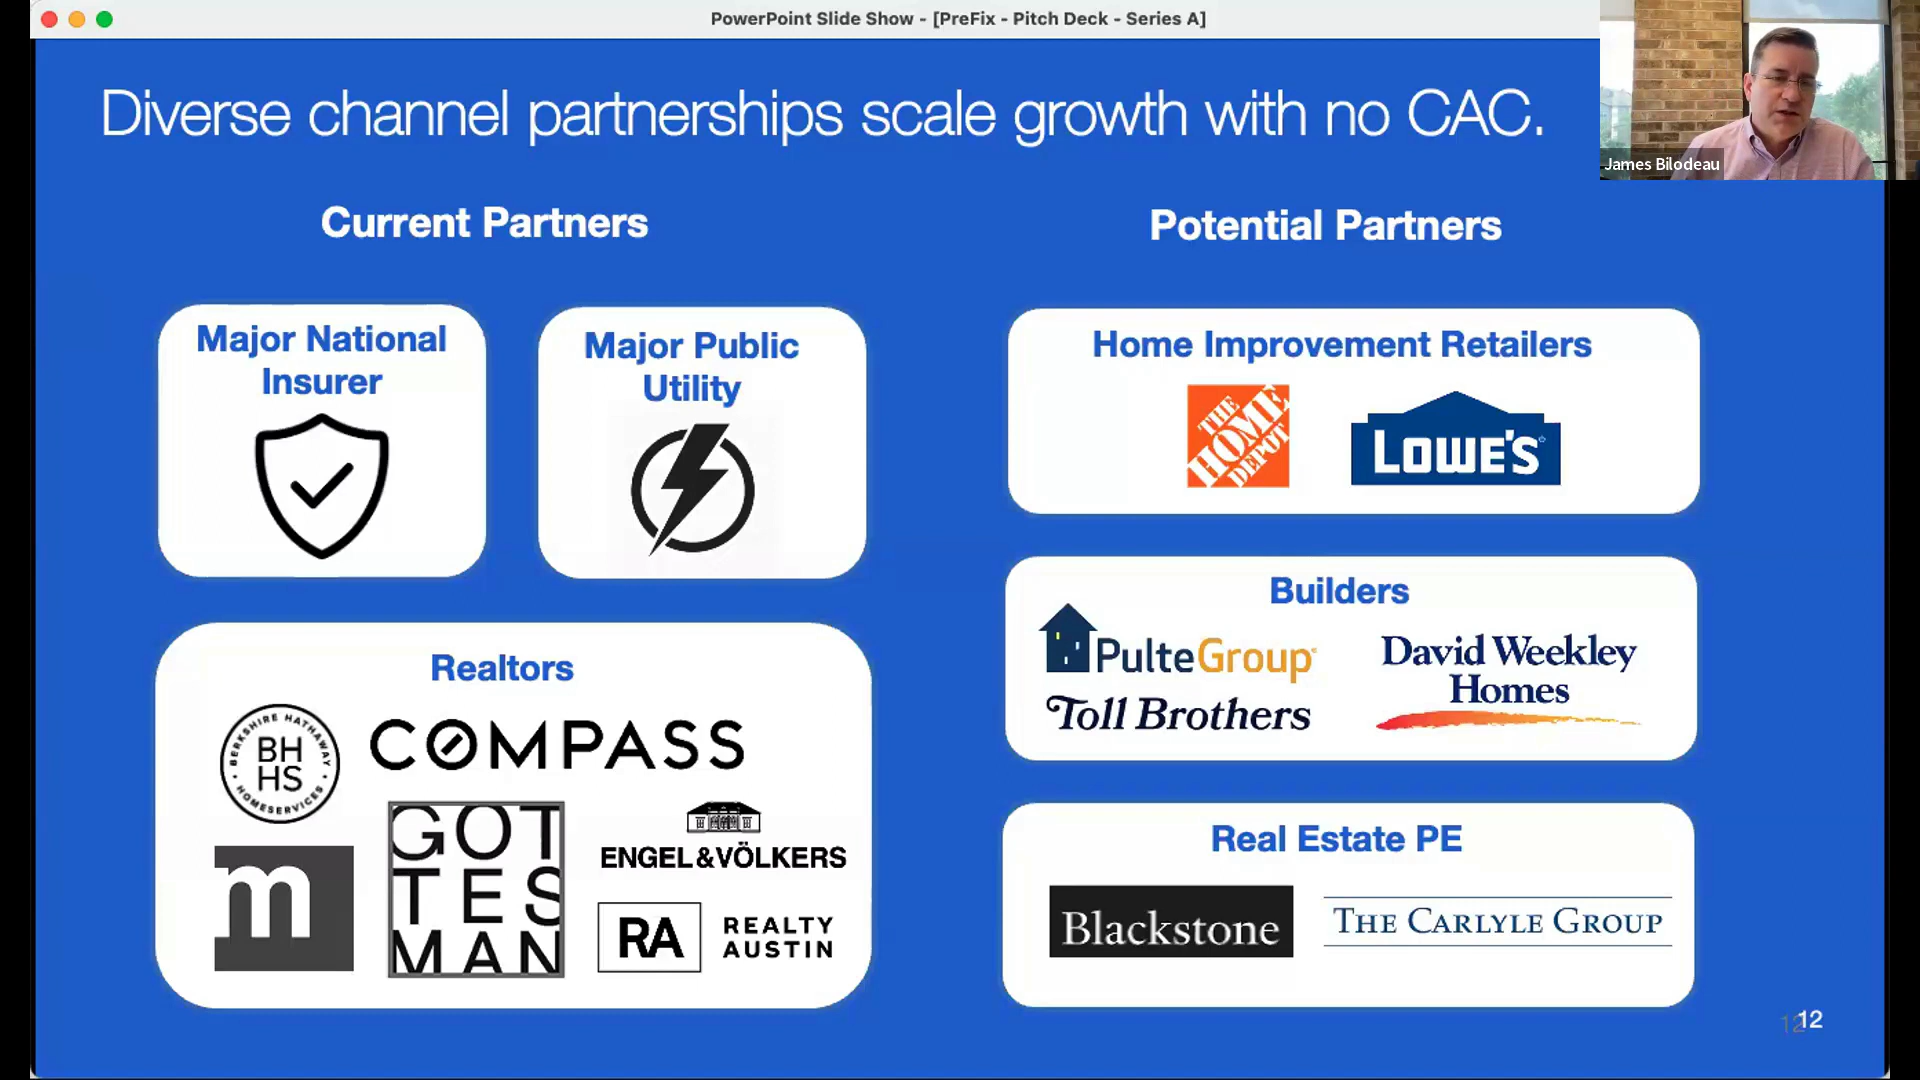 PowerPoint Slide Show - [PreFix - Pitch Deck - Series A]
James Bilodeau
Diverse channel partnerships scale growth with no CAC.
Current Partners
Major National
Insurer
Major Public
Utility
Realtors
BERKSHIRE HATHAWAY
BH
HS
HOMESERVICES
COMPASS
m
GOT
TES
MAN
ENGEL&VÖLKERS
RA
REALTY
AUSTIN
Potential Partners
Home Improvement Retailers
THE
HOME
DEPOT
LOWE'S
Builders
PulteGroup
Toll Brothers
David Weekley
Homes
Real Estate PE
Blackstone
THE CARLYLE GROUP
12
12